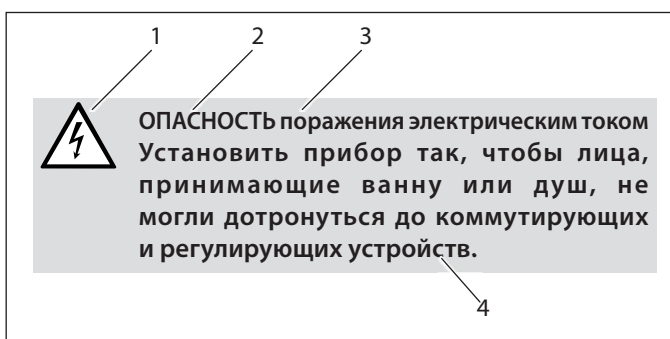 1 2 3
ОПАСНОСТЬ поражения электрическим током
Установить прибор так, чтобы лица,
принимающие ванну или душ, не
могли дотронуться до коммутирующих
и регулирующих устройств.
4